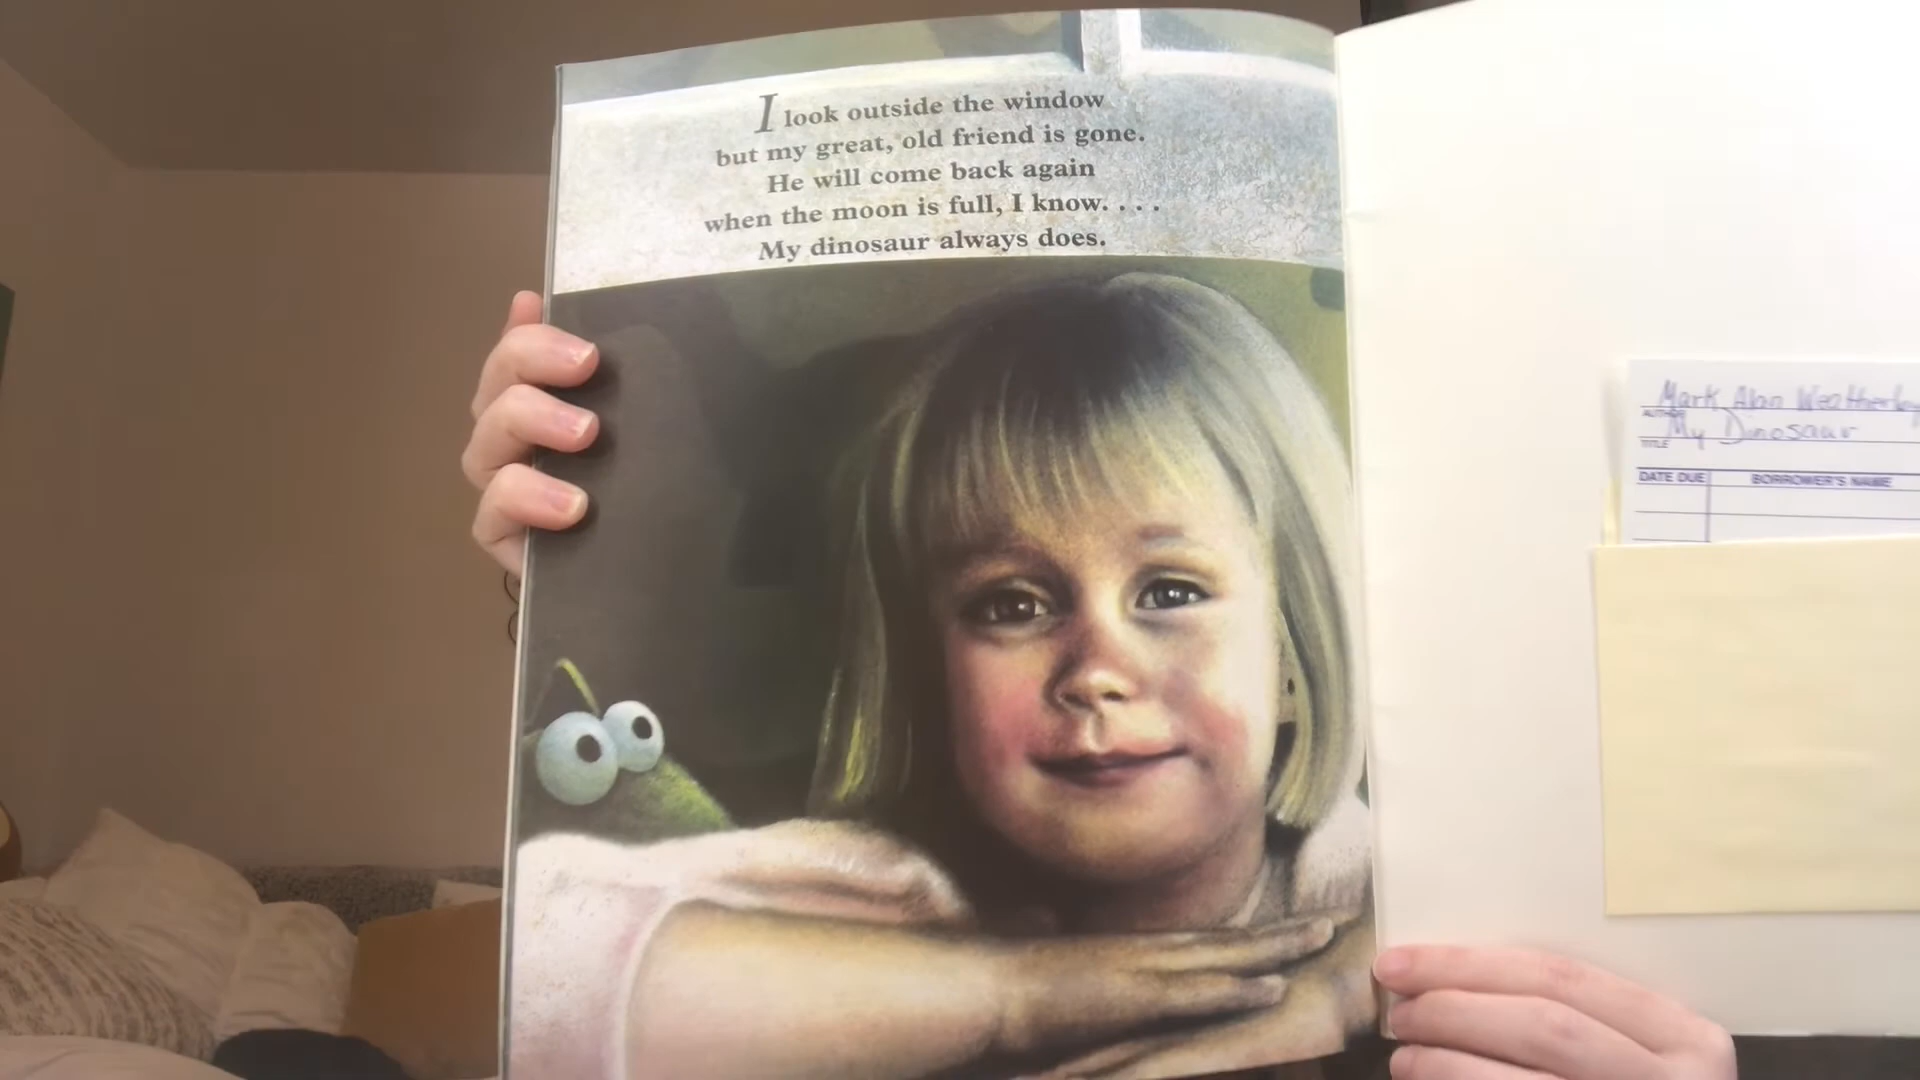 I look outside the window
but my great, old friend is gone.
He will come back again
when the moon is full, I know. . . .
My dinosaur always does.
Mark Alan Weatherby
AUTHOR
My Dinosaur
TITLE
DATE DUE BORROWER'S NAME